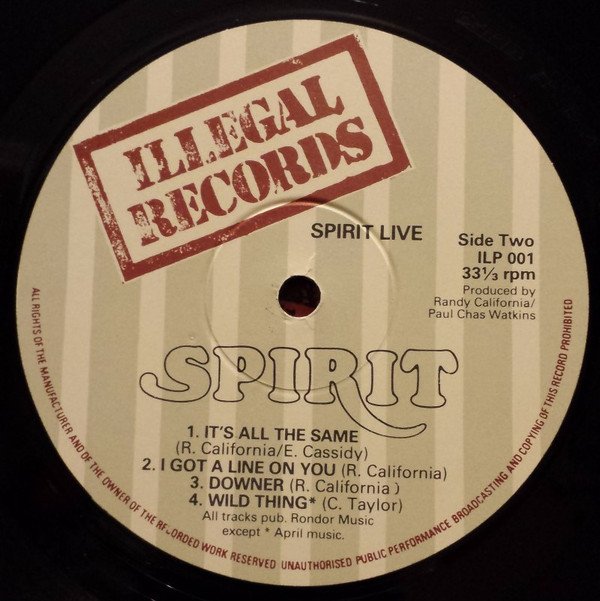 ILLEGAL
RECORDS
SPIRIT LIVE
Side Two
ILP 001
33⅓ rpm
Produced by
Randy California/
Paul Chas Watkins
SPIRIT
1. IT'S ALL THE SAME
(R. California/E. Cassidy)
2. I GOT A LINE ON YOU (R. California)
3. DOWNER (R. California )
4. WILD THING* (C. Taylor)
All tracks pub. Rondor Music
except * April music.
ALL RIGHTS OF THE MANUFACTURER AND OF THE OWNER OF THE RECORDED WORK RESERVED UNAUTHORISED PUBLIC PERFORMANCE BROADCASTING AND COPYING OF THIS RECORD PROHIBITED